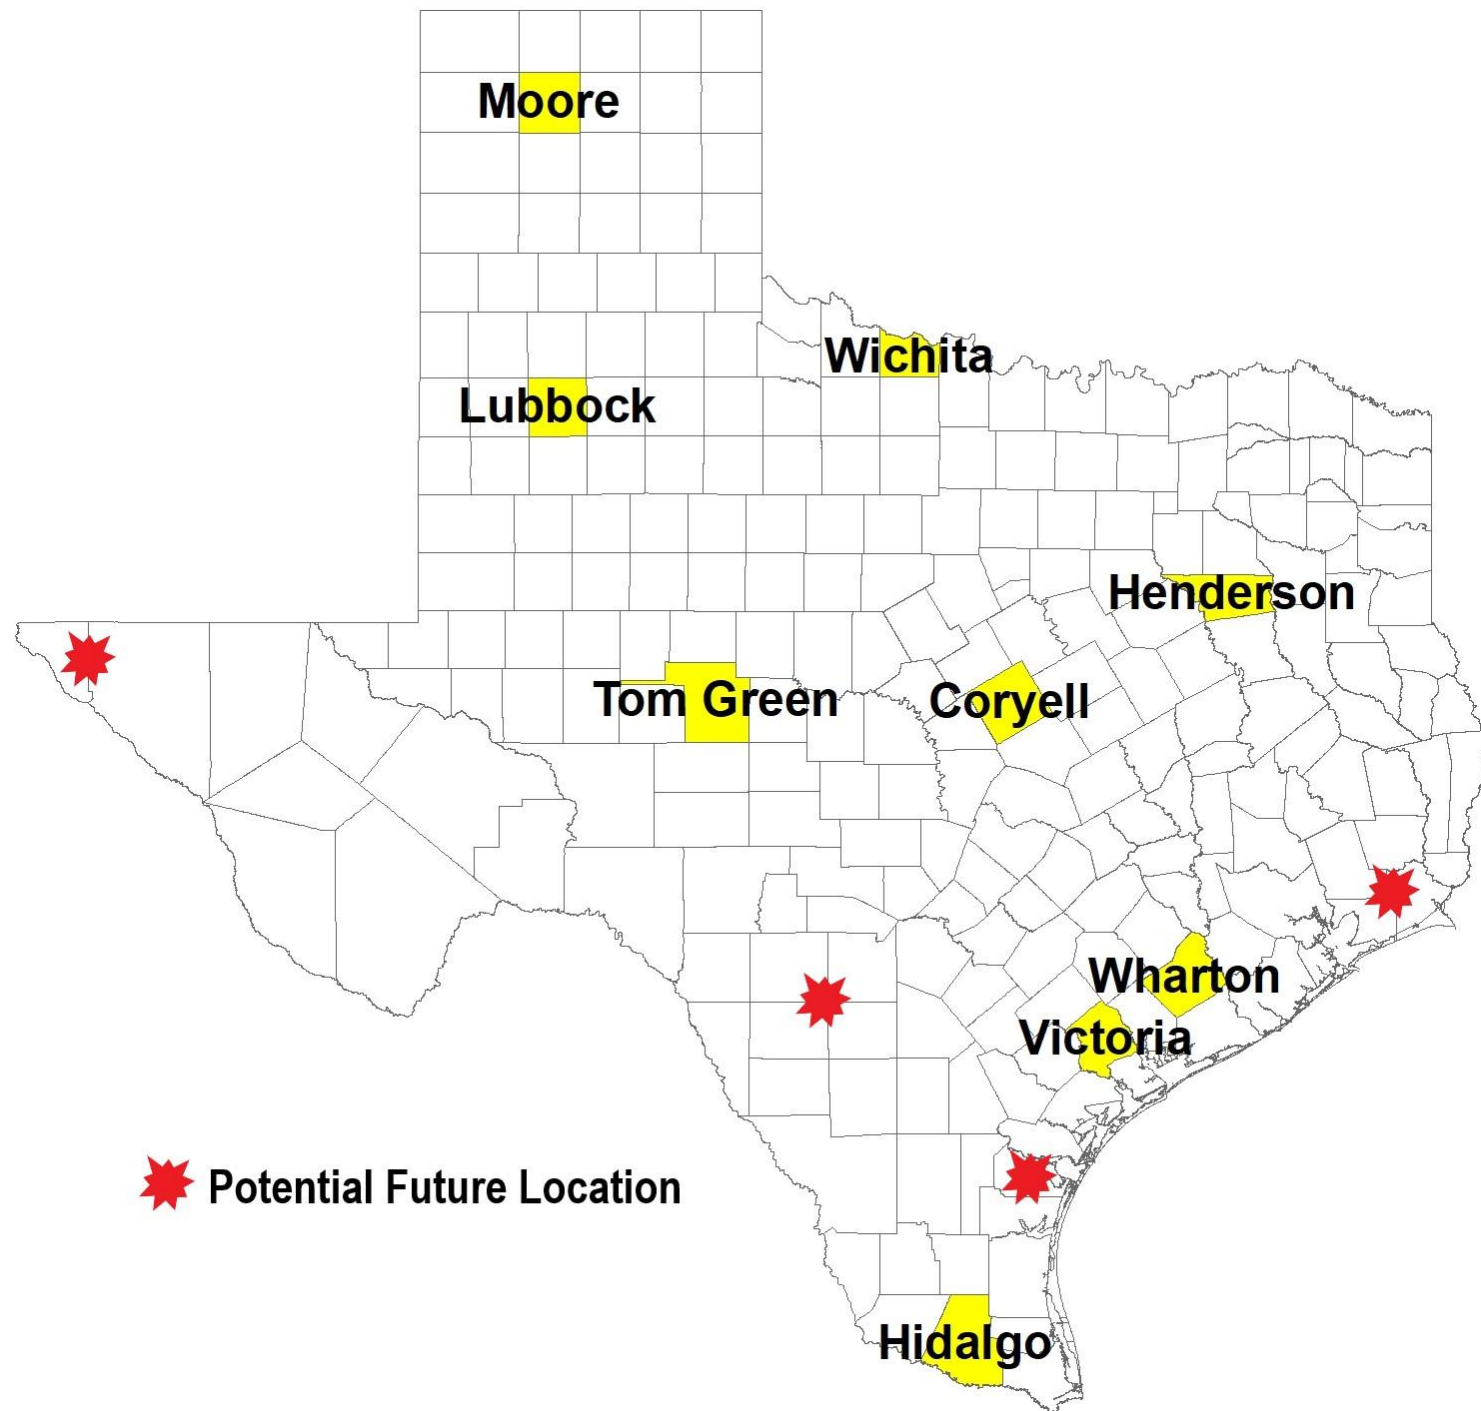 Moore
Wichita
Lubbock
Henderson
Tom Green
Coryell
Wharton
Victoria
Potential Future Location
Hidalgo